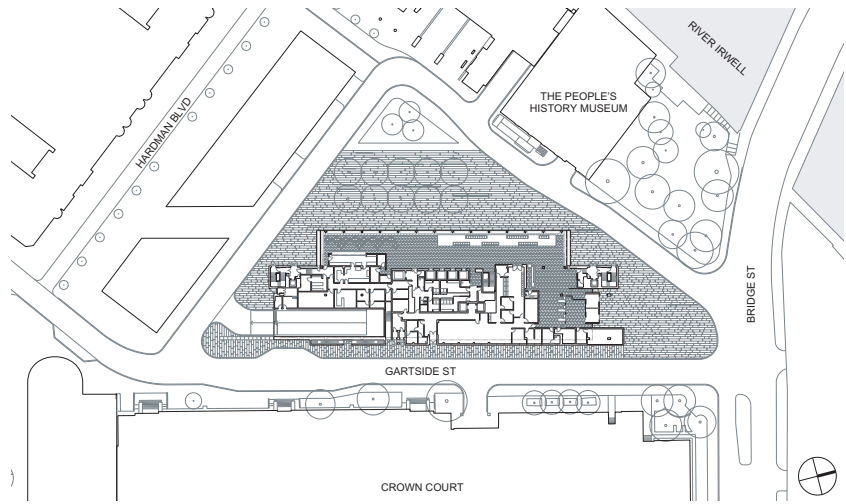 RIVER IRWELL
THE PEOPLE'S
HISTORY MUSEUM
HARDMAN BLVD
BRIDGE ST
GARTSIDE ST
CROWN COURT